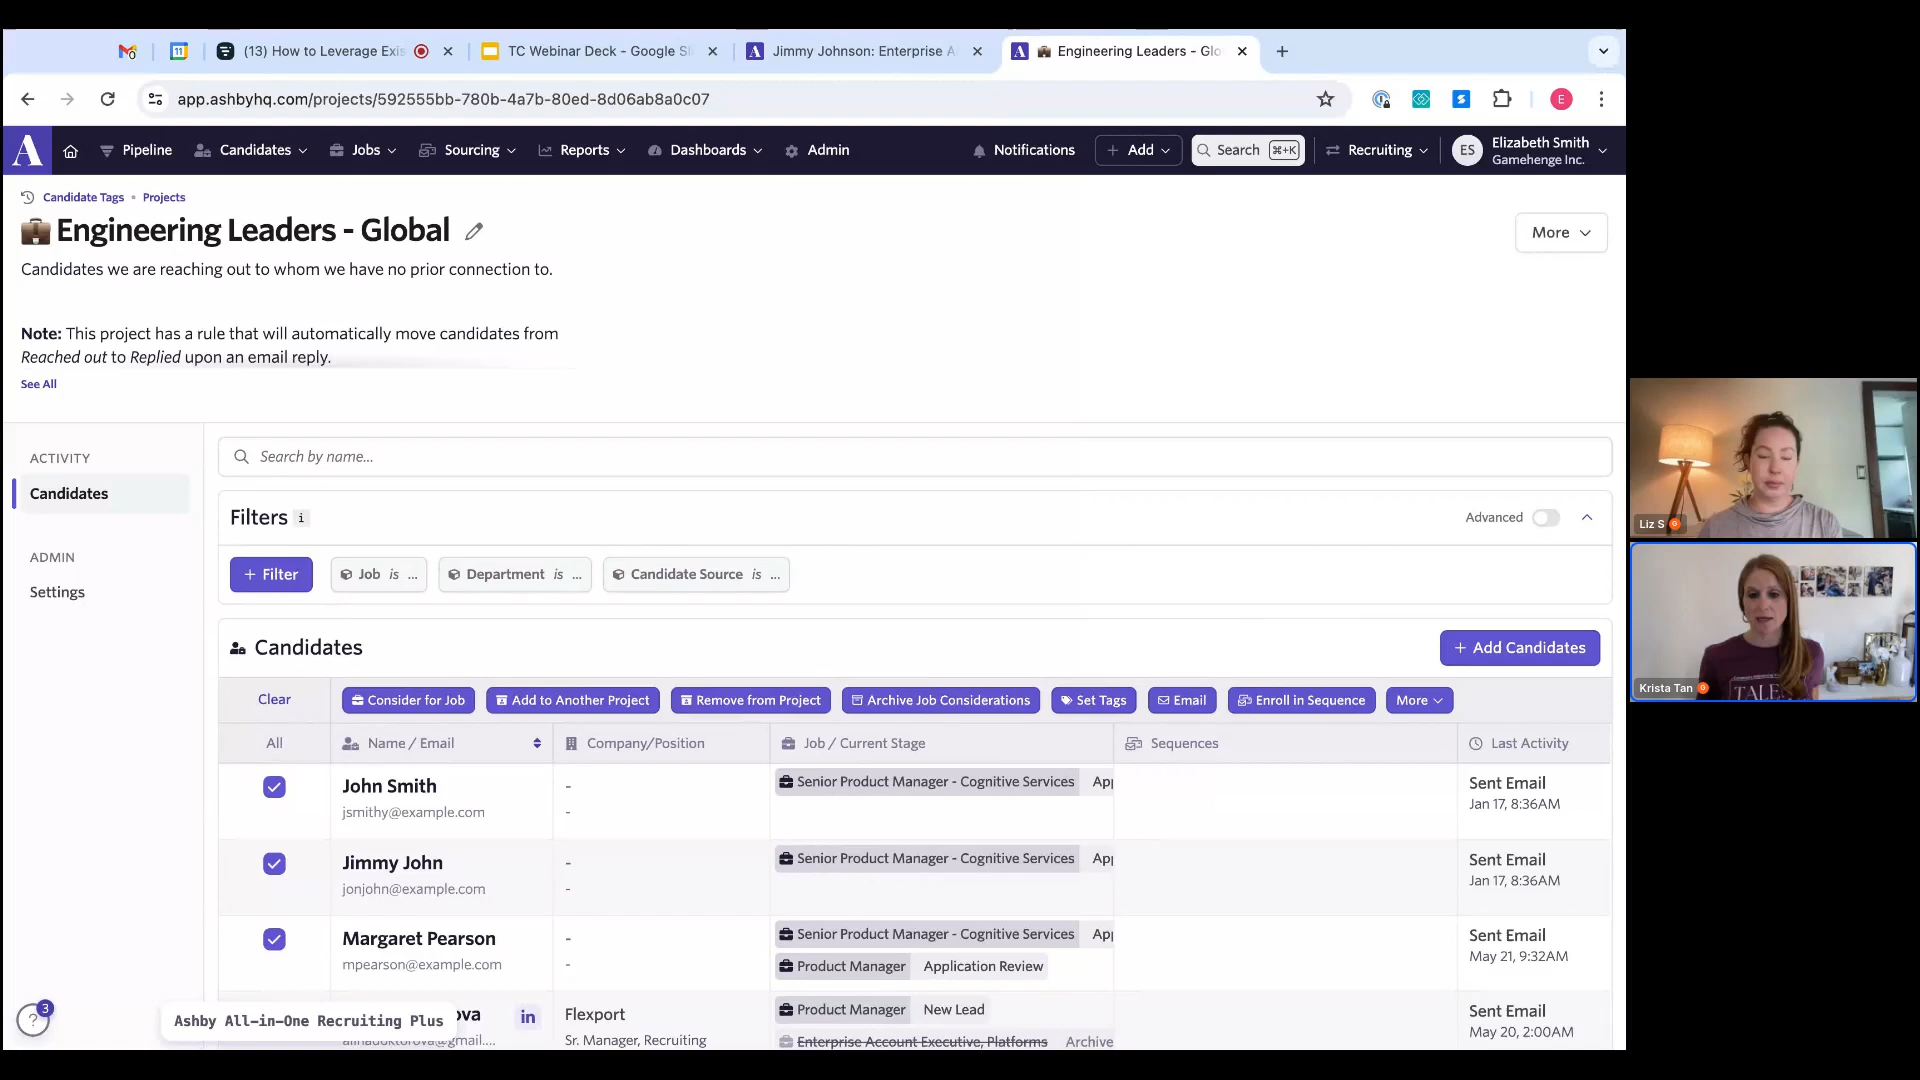 (13) How to Leverage Exis
TC Webinar Deck - Google Sl
Jimmy Johnson: Enterprise A
Engineering Leaders - Glo
app.ashbyhq.com/projects/592555bb-780b-4a7b-80ed-8d06ab8a0c07
E
A
Pipeline
Candidates
Jobs
Sourcing
Reports
Dashboards
Admin
Notifications
+ Add
Search ⌘+K
Recruiting
ES
Elizabeth Smith
Gamehenge Inc.
Candidate Tags • Projects
Engineering Leaders - Global
More
Candidates we are reaching out to whom we have no prior connection to.
Note: This project has a rule that will automatically move candidates from
Reached out to Replied upon an email reply.
See All
ACTIVITY
Candidates
ADMIN
Settings
Search by name...
Filters i
Advanced
+ Filter
Job is ...
Department is ...
Candidate Source is ...
Candidates
+ Add Candidates
Clear
Consider for Job
Add to Another Project
Remove from Project
Archive Job Considerations
Set Tags
Email
Enroll in Sequence
More
All
Name / Email
Company/Position
Job / Current Stage
Sequences
Last Activity
John Smith
jsmithy@example.com
-
-
Senior Product Manager - Cognitive Services App
Sent Email
Jan 17, 8:36AM
Jimmy John
jonjohn@example.com
-
-
Senior Product Manager - Cognitive Services App
Sent Email
Jan 17, 8:36AM
Margaret Pearson
mpearson@example.com
-
-
Senior Product Manager - Cognitive Services App
Product Manager Application Review
Sent Email
May 21, 9:32AM
ova
in
Flexport
Sr. Manager, Recruiting
Product Manager New Lead
Enterprise Account Executive, Platforms Archive
Sent Email
May 20, 2:00AM
? 3
Ashby All-in-One Recruiting Plus
Liz S
Krista Tan
TALE